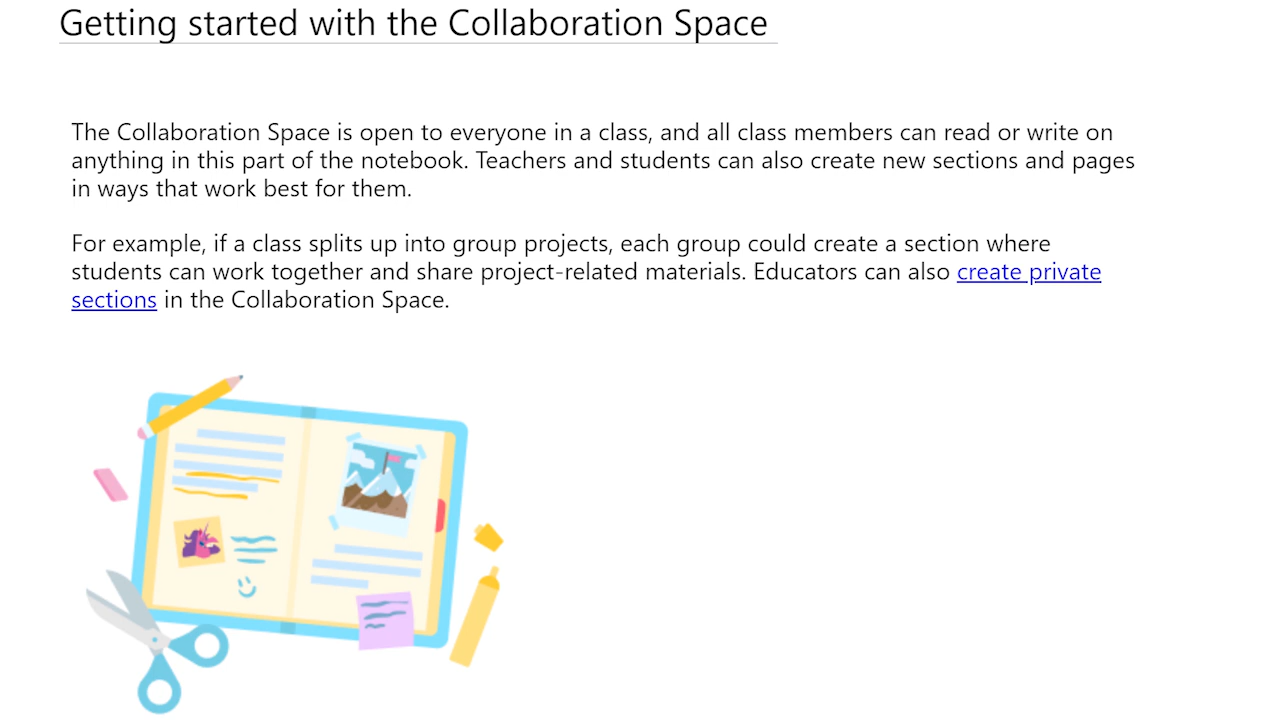 Getting started with the Collaboration Space
The Collaboration Space is open to everyone in a class, and all class members can read or write on
anything in this part of the notebook. Teachers and students can also create new sections and pages
in ways that work best for them.
For example, if a class splits up into group projects, each group could create a section where
students can work together and share project-related materials. Educators can also create private
sections in the Collaboration Space.